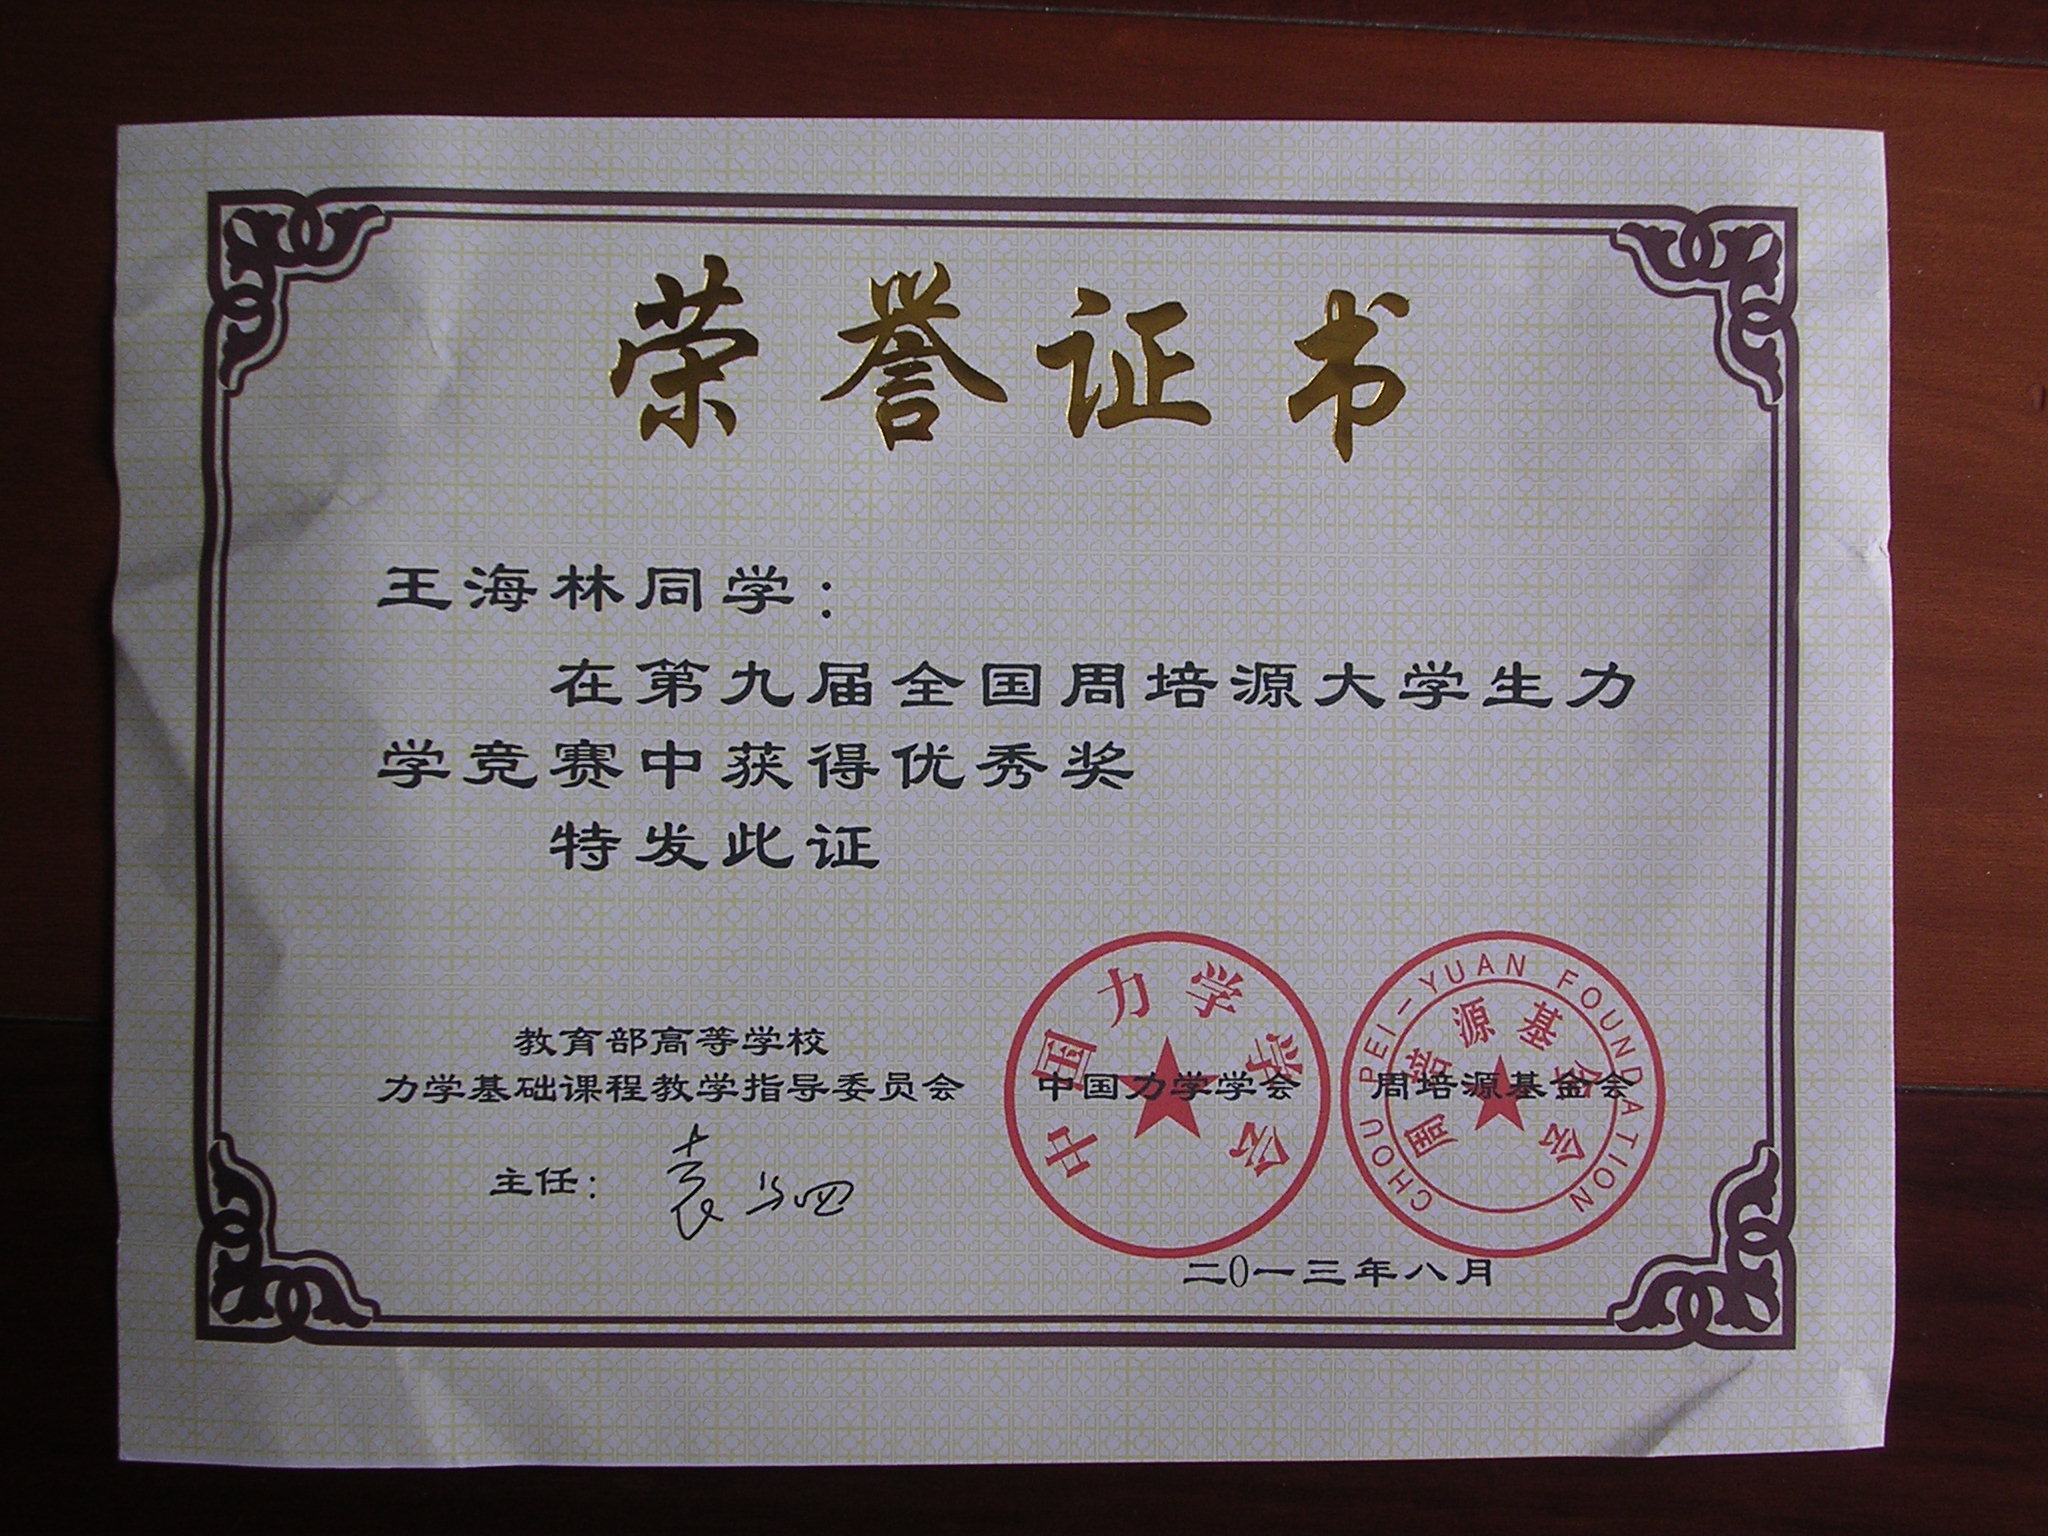 荣誉证书
王海林同学：
在第九届全国周培源大学生力
学竞赛中获得优秀奖
特发此证
教育部高等学校
力学基础课程教学指导委员会
中国力学学会
周培源基金会
中国力学学会
CHOU PEI-YUAN FOUNDATION
周培源基金会
主任：
二0一三年八月